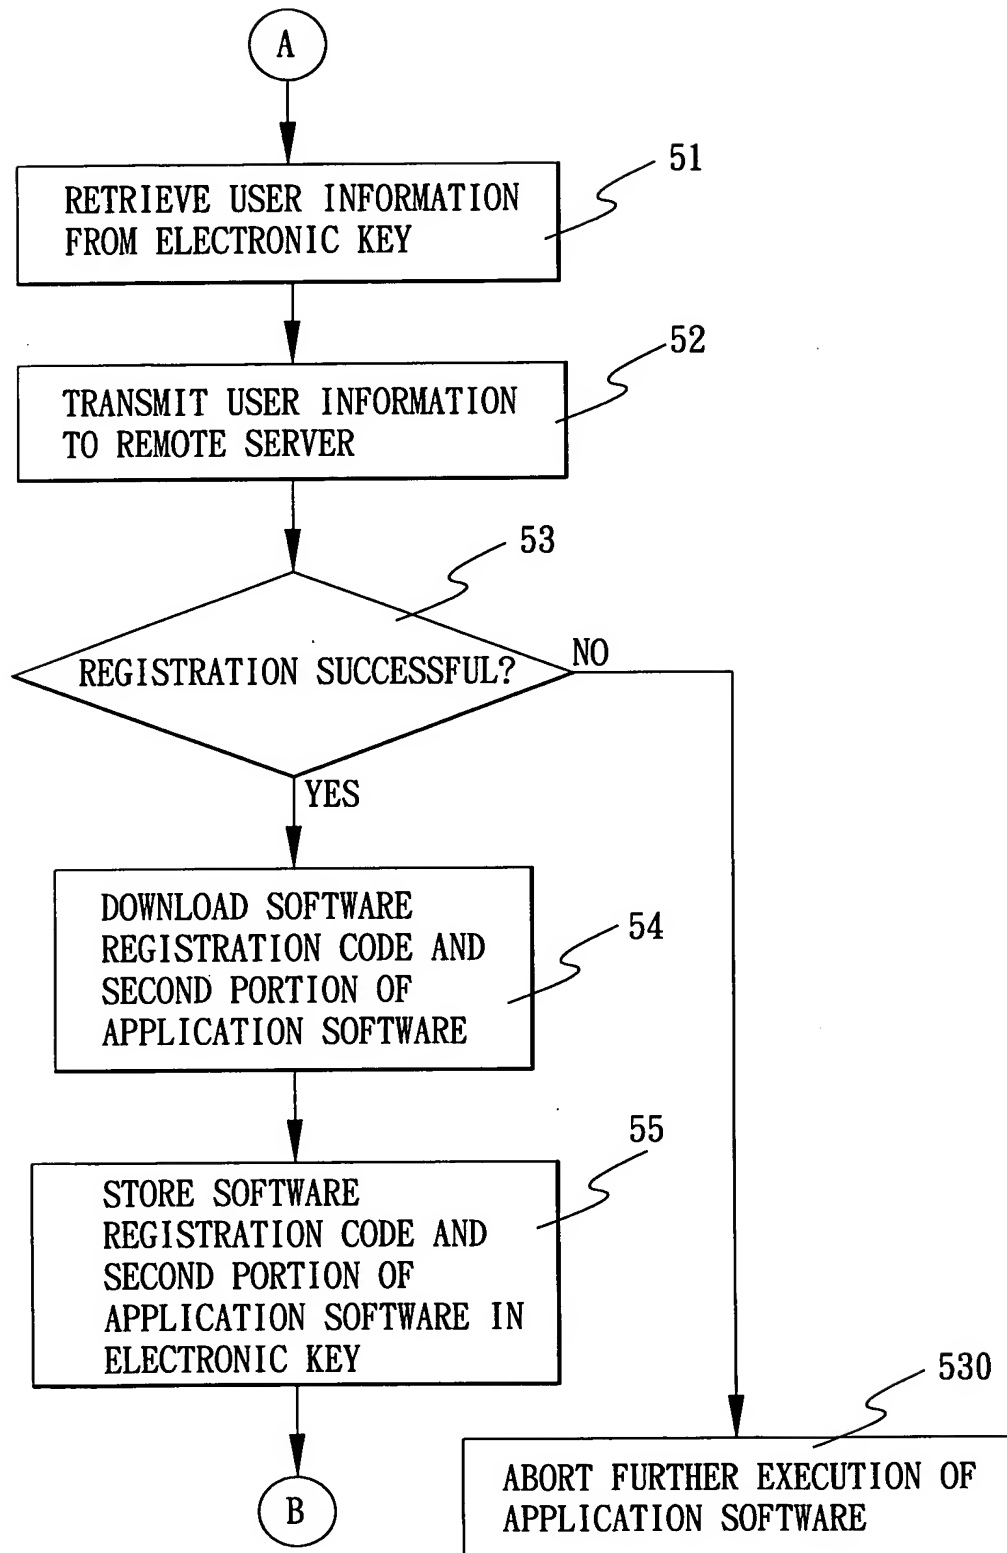 A
51
RETRIEVE USER INFORMATION
FROM ELECTRONIC KEY
52
TRANSMIT USER INFORMATION
TO REMOTE SERVER
53
REGISTRATION SUCCESSFUL?
NO
YES
54
DOWNLOAD SOFTWARE
REGISTRATION CODE AND
SECOND PORTION OF
APPLICATION SOFTWARE
55
STORE SOFTWARE
REGISTRATION CODE AND
SECOND PORTION OF
APPLICATION SOFTWARE IN
ELECTRONIC KEY
530
ABORT FURTHER EXECUTION OF
APPLICATION SOFTWARE
B